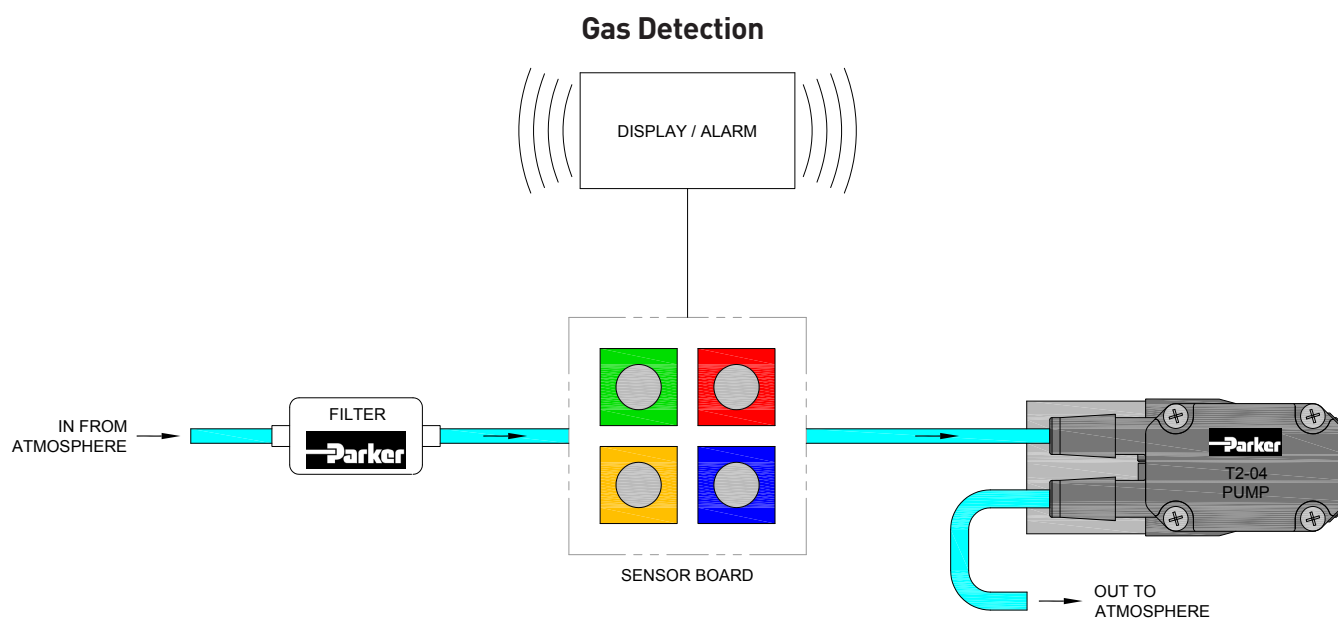 Gas Detection
DISPLAY / ALARM
IN FROM
ATMOSPHERE
FILTER
Parker
SENSOR BOARD
Parker
T2-04
PUMP
OUT TO
ATMOSPHERE